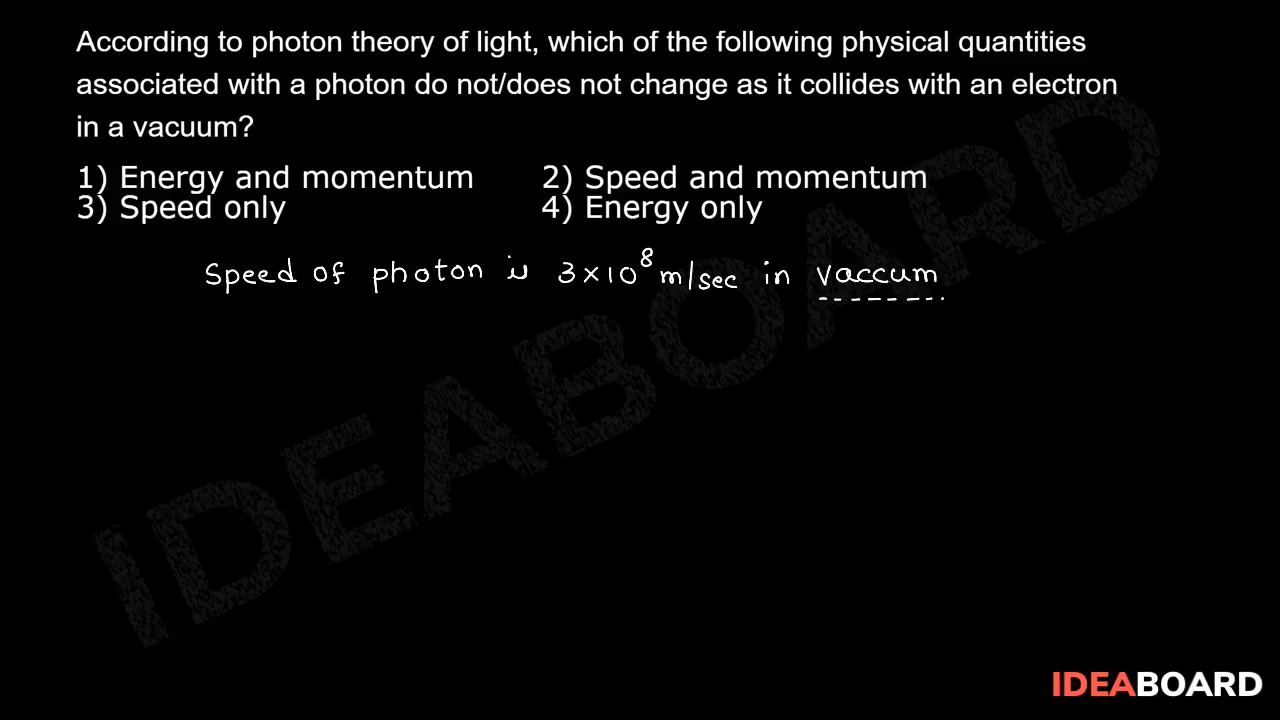 According to photon theory of light, which of the following physical quantities
associated with a photon do not/does not change as it collides with an electron
in a vacuum?
1) Energy and momentum 2) Speed and momentum
3) Speed only 4) Energy only
Speed of photon is 3×10⁸ m/sec in vaccum
IDEABOARD
IDEABOARD